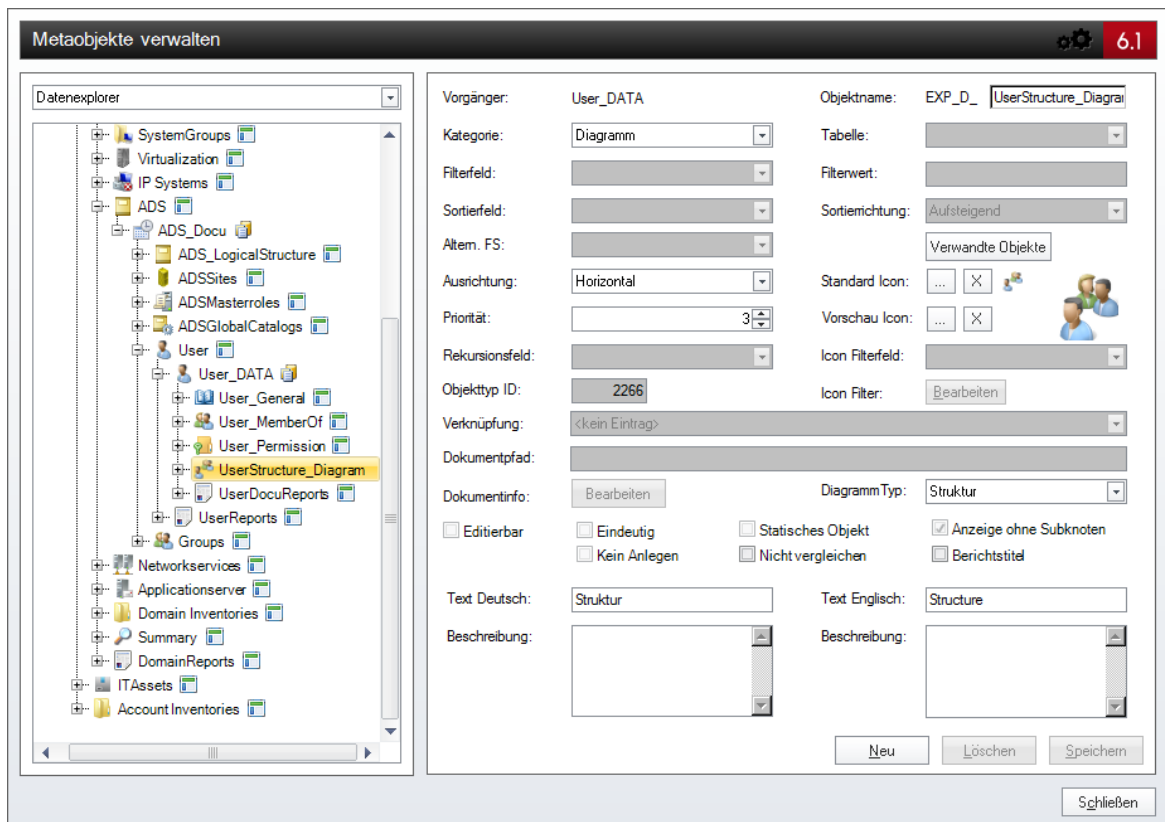 Metaobjekte verwalten
6.1
Datenexplorer
SystemGroups
Virtualization
IP Systems
ADS
ADS_Docu
ADS_LogicalStructure
ADSSites
ADSMasterroles
ADSGlobalCatalogs
User
User_DATA
User_General
User_MemberOf
User_Permission
UserStructure_Diagram
UserDocuReports
UserReports
Groups
Networkservices
Applicationserver
Domain Inventories
Summary
DomainReports
ITAssets
Account Inventories
Vorgänger: User_DATA Objektname: EXP_D_ UserStructure_Diagrar
Kategorie: Diagramm Tabelle:
Filterfeld: Filterwert:
Sortierfeld: Sortierrichtung: Aufsteigend
Altern. FS: Verwandte Objekte
Ausrichtung: Horizontal Standard Icon: ... X
Priorität: 3 Vorschau Icon: ... X
Rekursionsfeld: Icon Filterfeld:
Objekttyp ID: 2266 Icon Filter: Bearbeiten
Verknüpfung: <kein Eintrag>
Dokumentpfad:
Dokumentinfo: Bearbeiten DiagrammTyp: Struktur
Editierbar Eindeutig Statisches Objekt Anzeige ohne Subknoten
Kein Anlegen Nicht vergleichen Berichtstitel
Text Deutsch: Struktur Text Englisch: Structure
Beschreibung: Beschreibung:
Neu Löschen Speichern
Schließen